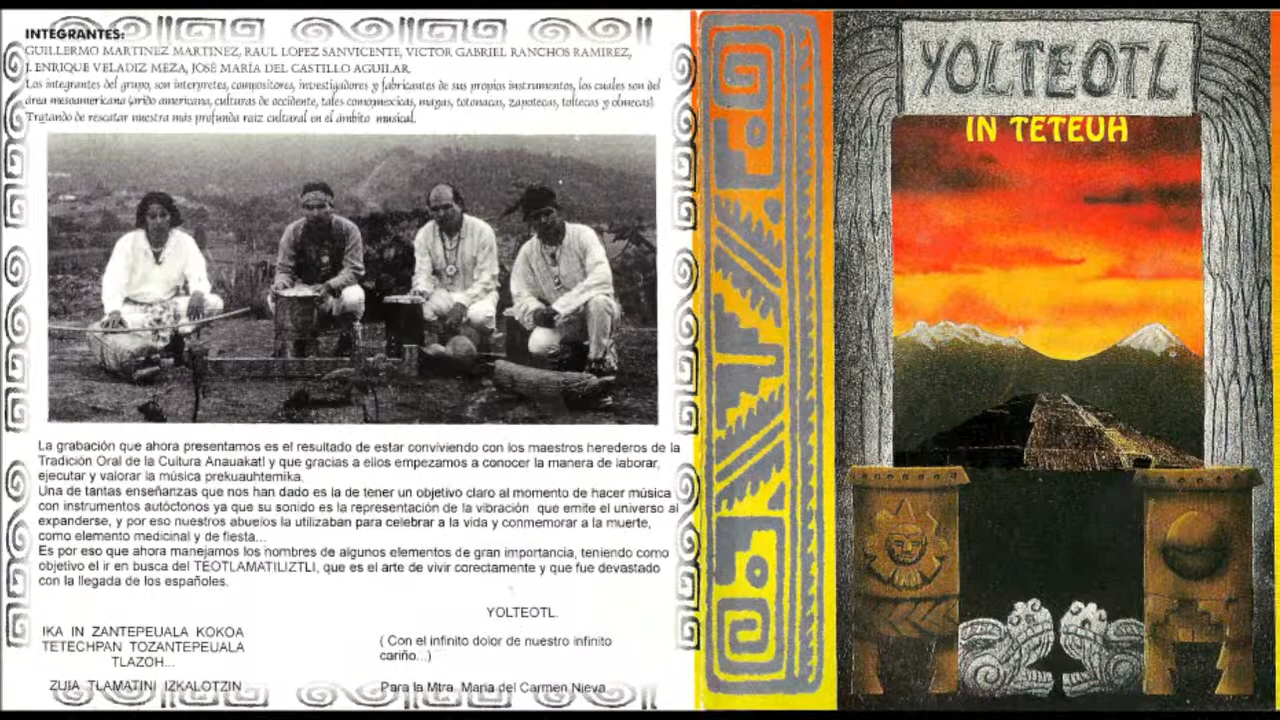 INTEGRANTES:
GUILLERMO MARTINEZ MARTINEZ, RAUL LOPEZ SANVICENTE, VICTOR GABRIEL RANCHOS RAMIREZ,
J. ENRIQUE VELADIZ MEZA, JOSÉ MARÍA DEL CASTILLO AGUILAR
Los integrantes del grupo, son interpretes, compositores, investigadores y fabricantes de sus propios instrumentos, los cuales son del
área mesoamericana (arido americana, culturas de occidente, tales comomexicas, mayas, totonacas, zapotecas, toltecas y olmecas)
Tratando de rescatar nuestra más profunda raiz cultural en el ámbito musical.
La grabación que ahora presentamos es el resultado de estar conviviendo con los maestros herederos de la
Tradición Oral de la Cultura Anauakatl y que gracias a ellos empezamos a conocer la manera de laborar,
ejecutar y valorar la música prekuauhtemika.
Una de tantas enseñanzas que nos han dado es la de tener un objetivo claro al momento de hacer música
con instrumentos autóctonos ya que su sonido es la representación de la vibración que emite el universo al
expanderse, y por eso nuestros abuelos la utilizaban para celebrar a la vida y conmemorar a la muerte,
como elemento medicinal y de fiesta...
Es por eso que ahora manejamos los nombres de algunos elementos de gran importancia, teniendo como
objetivo el ir en busca del TEOTLAMATILIZTLI, que es el arte de vivir corectamente y que fue devastado
con la llegada de los españoles.
YOLTEOTL.
IKA IN ZANTEPEUALA KOKOA
TETECHPAN TOZANTEPEUALA
TLAZOH...
( Con el infinito dolor de nuestro infinito
cariño...)
ZUIA TLAMATINI IZKALOTZIN
Para la Mtra. Maria del Carmen Nieva
YOLTEOTL
IN TETEUH